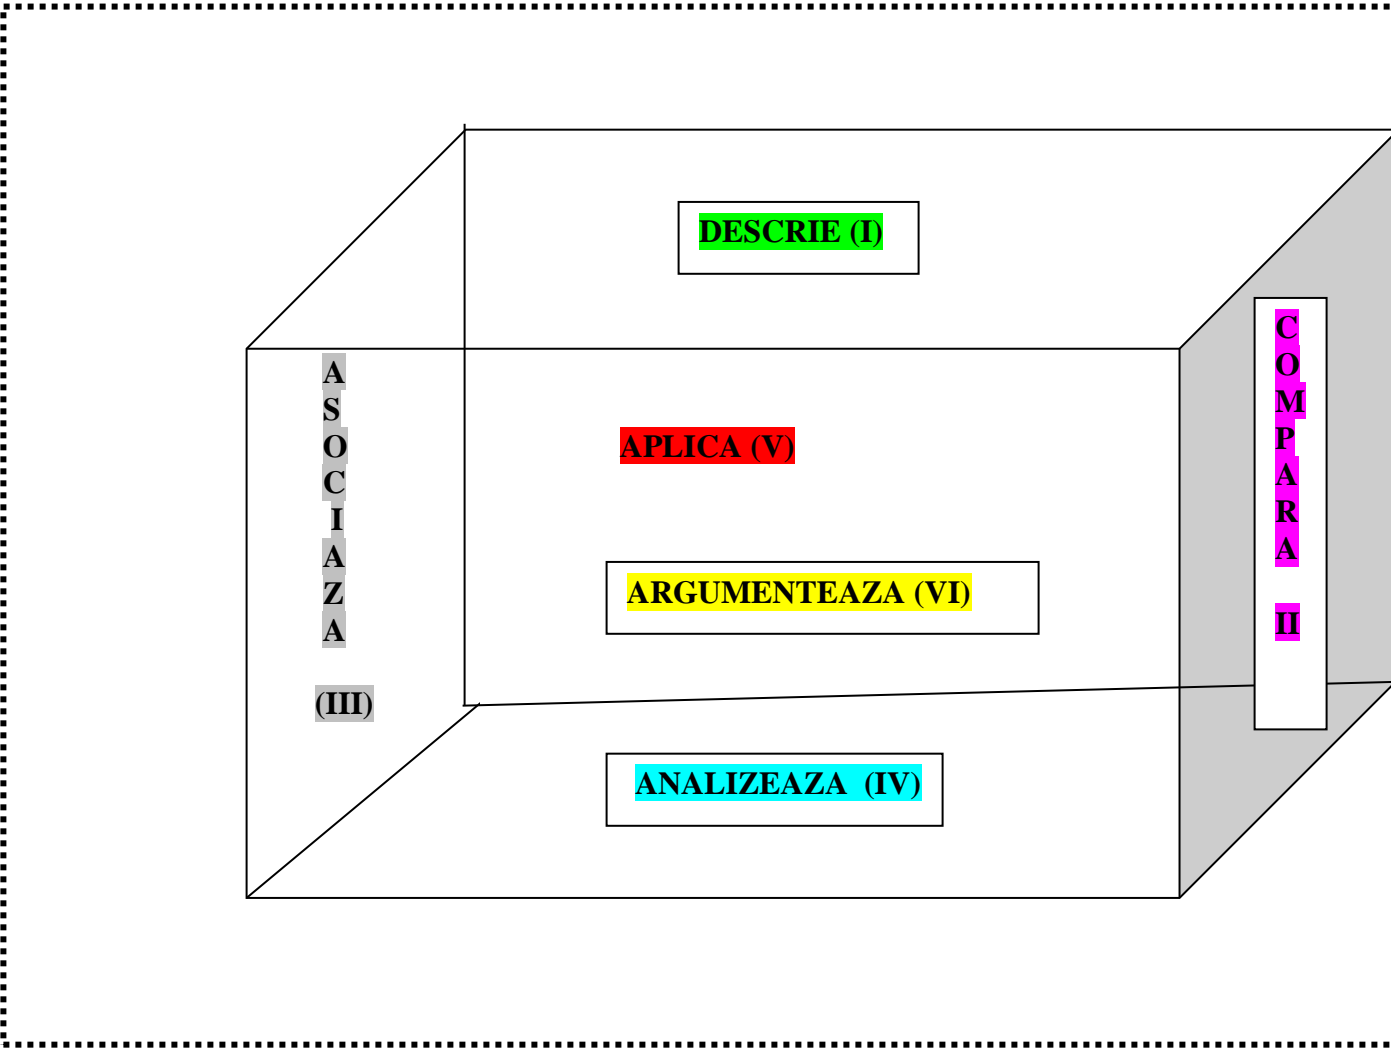 DESCRIE (I)
C
O
M
P
A
R
A
II
A
S
O
C
I
A
Z
A
(III)
APLICA (V)
ARGUMENTEAZA (VI)
ANALIZEAZA (IV)